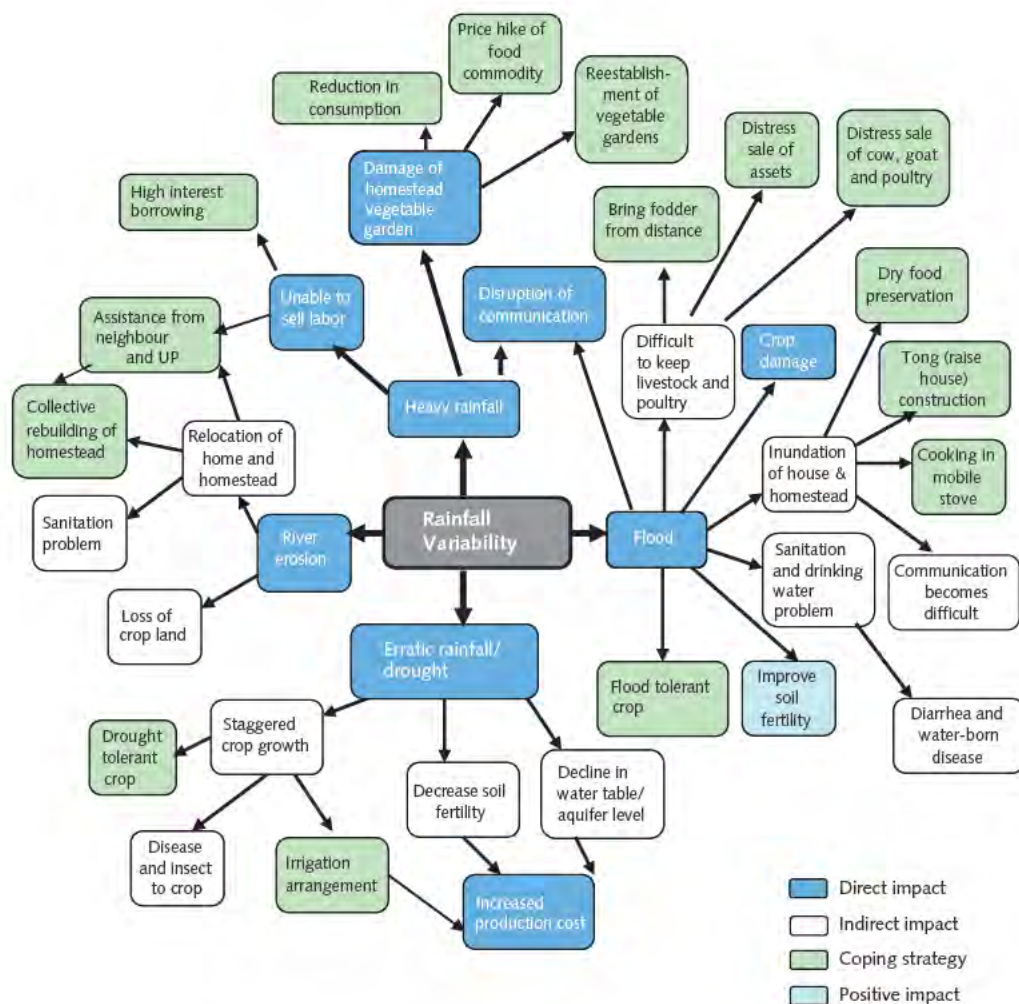 Price hike of
food
commodity
Reduction in
consumption
Reestablish-
ment of
vegetable
gardens
Distress
sale of
assets
Distress sale
of cow, goat
and poultry
Damage of
homestead
vegetable
garden
High interest
borrowing
Bring fodder
from distance
Dry food
preservation
Unable to
sell labor
Disruption of
communication
Assistance from
neighbour
and UP
Difficult
to keep
livestock and
poultry
Crop
damage
Tong (raise
house)
construction
Collective
rebuilding of
homestead
Heavy rainfall
Relocation of
home and
homestead
Inundation
of house &
homestead
Cooking in
mobile
stove
Sanitation
problem
River
erosion
Rainfall
Variability
Flood
Sanitation
and drinking
water
problem
Communication
becomes
difficult
Loss of
crop land
Erratic rainfall/
drought
Flood tolerant
crop
Improve
soil
fertility
Diarrhea and
water-born
disease
Drought
tolerant
crop
Staggered
crop growth
Decrease soil
fertility
Decline in
water table/
aquifer level
Disease
and insect
to crop
Irrigation
arrangement
Increased
production cost
Direct impact
Indirect impact
Coping strategy
Positive impact